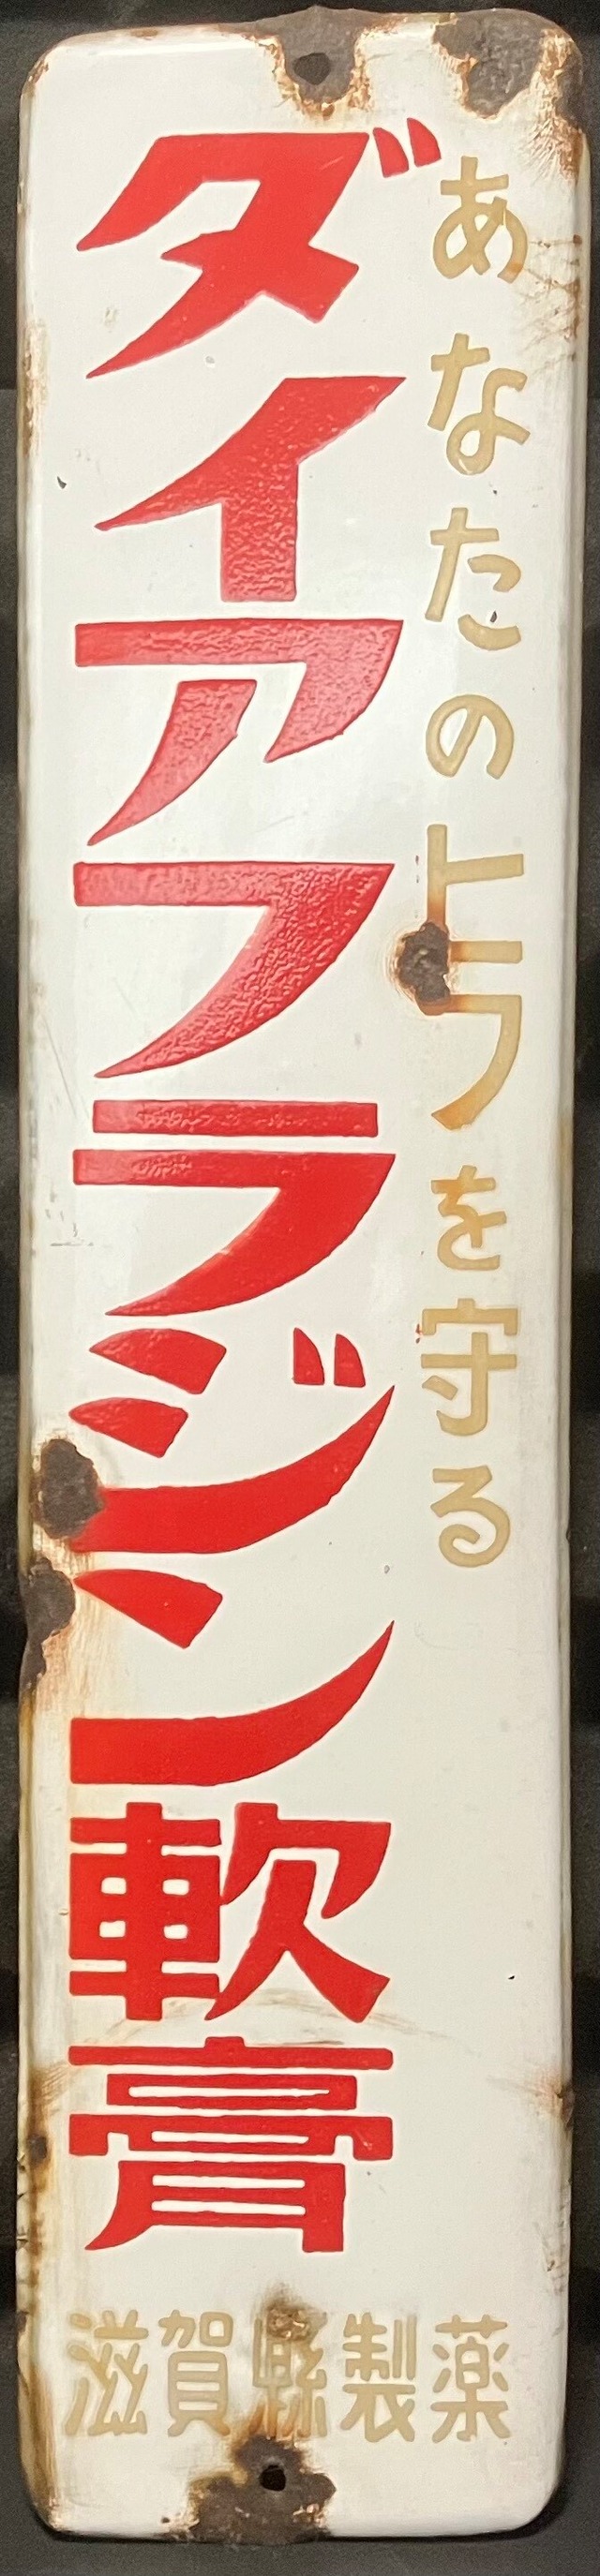 あなたのヒフを守る
ダイアフラジン軟膏
滋賀縣製薬